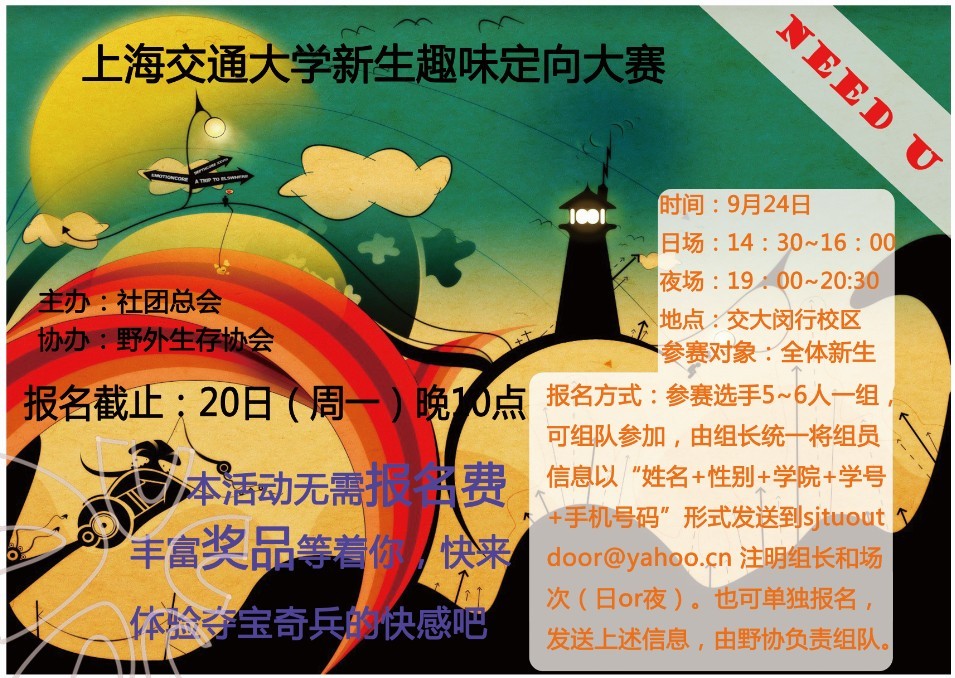 上海交通大学新生趣味定向大赛
NEED U
EMOTIONCORE
A TRIP TO ELSWHERE
时间：9月24日
日场：14：30~16：00
夜场：19：00~20:30
地点：交大闵行校区
参赛对象：全体新生
主办：社团总会
协办：野外生存协会
报名截止：20日（周一）晚10点
报名方式：参赛选手5~6人一组，
可组队参加，由组长统一将组员
信息以“姓名+性别+学院+学号
+手机号码”形式发送到sjtuout
door@yahoo.cn 注明组长和场
次（日or夜）。也可单独报名，
发送上述信息，由野协负责组队。
本活动无需报名费
丰富奖品等着你，快来
体验夺宝奇兵的快感吧